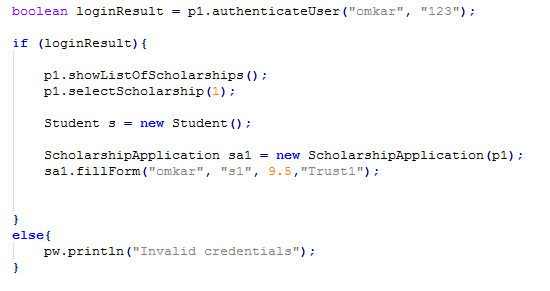 boolean loginResult = p1.authenticateUser("omkar", "123");
if (loginResult){
p1.showListOfScholarships();
p1.selectScholarship(1);
Student s = new Student();
ScholarshipApplication sa1 = new ScholarshipApplication(p1);
sa1.fillForm("omkar", "s1", 9.5,"Trust1");
}
else{
pw.println("Invalid credentials");
}